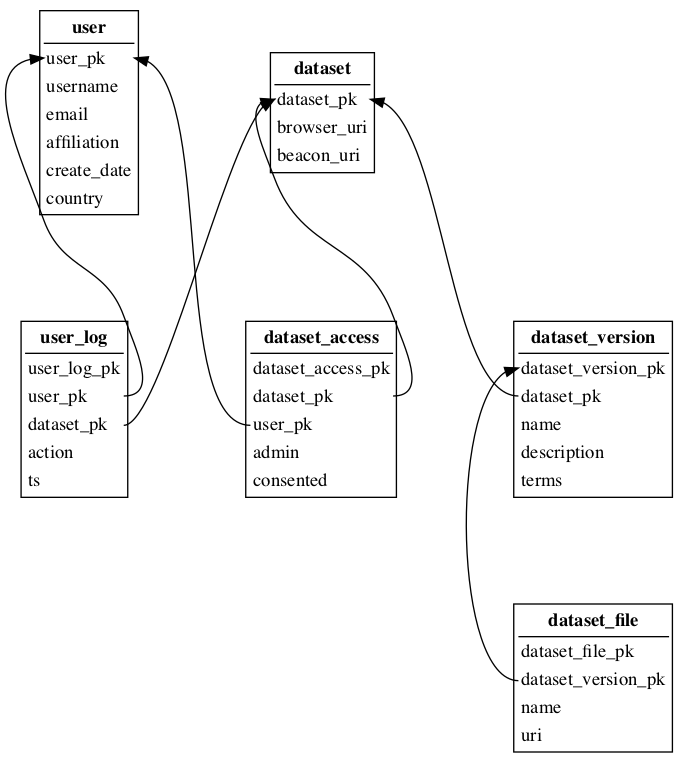 user
user_pk
username
email
affiliation
create_date
country
dataset
dataset_pk
browser_uri
beacon_uri
user_log
user_log_pk
user_pk
dataset_pk
action
ts
dataset_access
dataset_access_pk
dataset_pk
user_pk
admin
consented
dataset_version
dataset_version_pk
dataset_pk
name
description
terms
dataset_file
dataset_file_pk
dataset_version_pk
name
uri